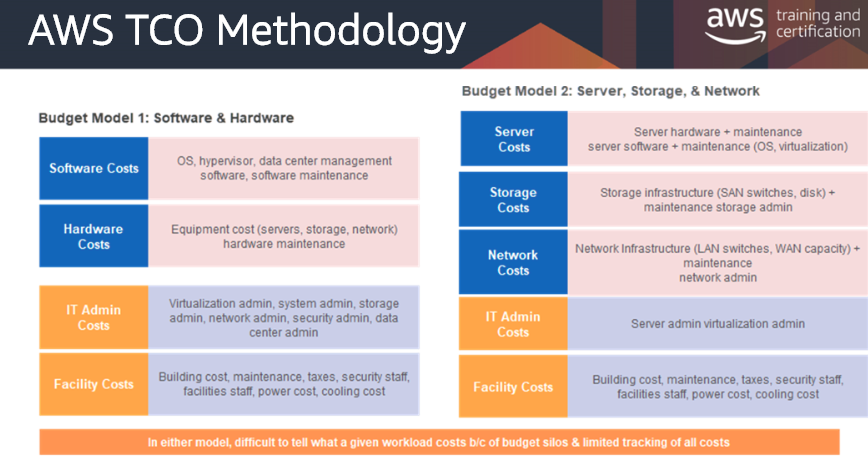 AWS TCO Methodology
aws
training and
certification
Budget Model 1: Software & Hardware
Software Costs
OS, hypervisor, data center management
software, software maintenance
Hardware
Costs
Equipment cost (servers, storage, network)
hardware maintenance
IT Admin
Costs
Virtualization admin, system admin, storage
admin, network admin, security admin, data
center admin
Facility Costs
Building cost, maintenance, taxes, security staff,
facilities staff, power cost, cooling cost
Budget Model 2: Server, Storage, & Network
Server
Costs
Server hardware + maintenance
server software + maintenance (OS, virtualization)
Storage
Costs
Storage infrastructure (SAN switches, disk) +
maintenance storage admin
Network
Costs
Network Infrastructure (LAN switches, WAN capacity) +
maintenance
network admin
IT Admin
Costs
Server admin virtualization admin
Facility Costs
Building cost, maintenance, taxes, security staff,
facilities staff, power cost, cooling cost
In either model, difficult to tell what a given workload costs b/c of budget silos & limited tracking of all costs